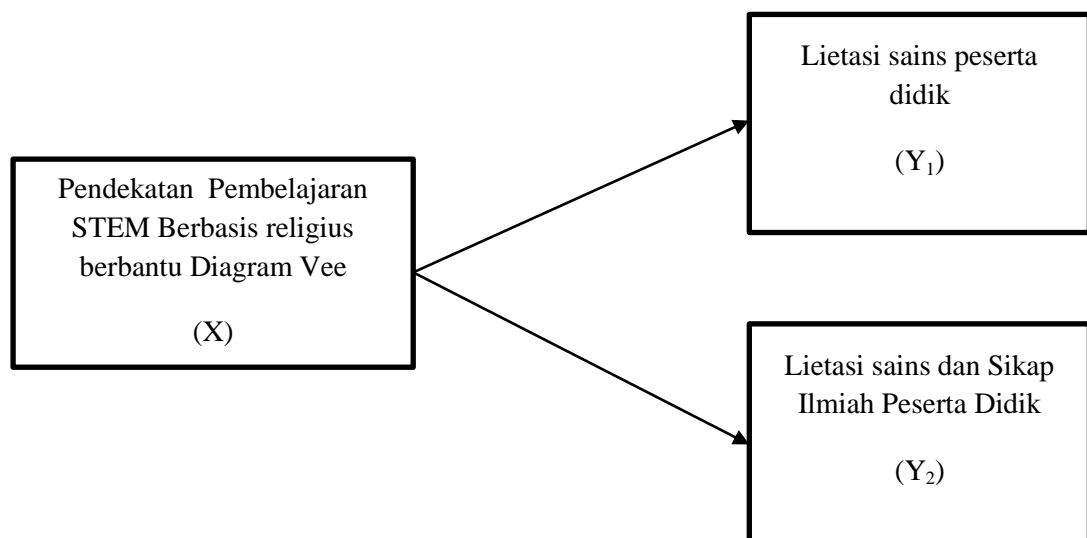 Lietasi sains peserta
didik
(Y₁)
Pendekatan Pembelajaran
STEM Berbasis religius
berbantu Diagram Vee
(X)
Lietasi sains dan Sikap
Ilmiah Peserta Didik
(Y₂)